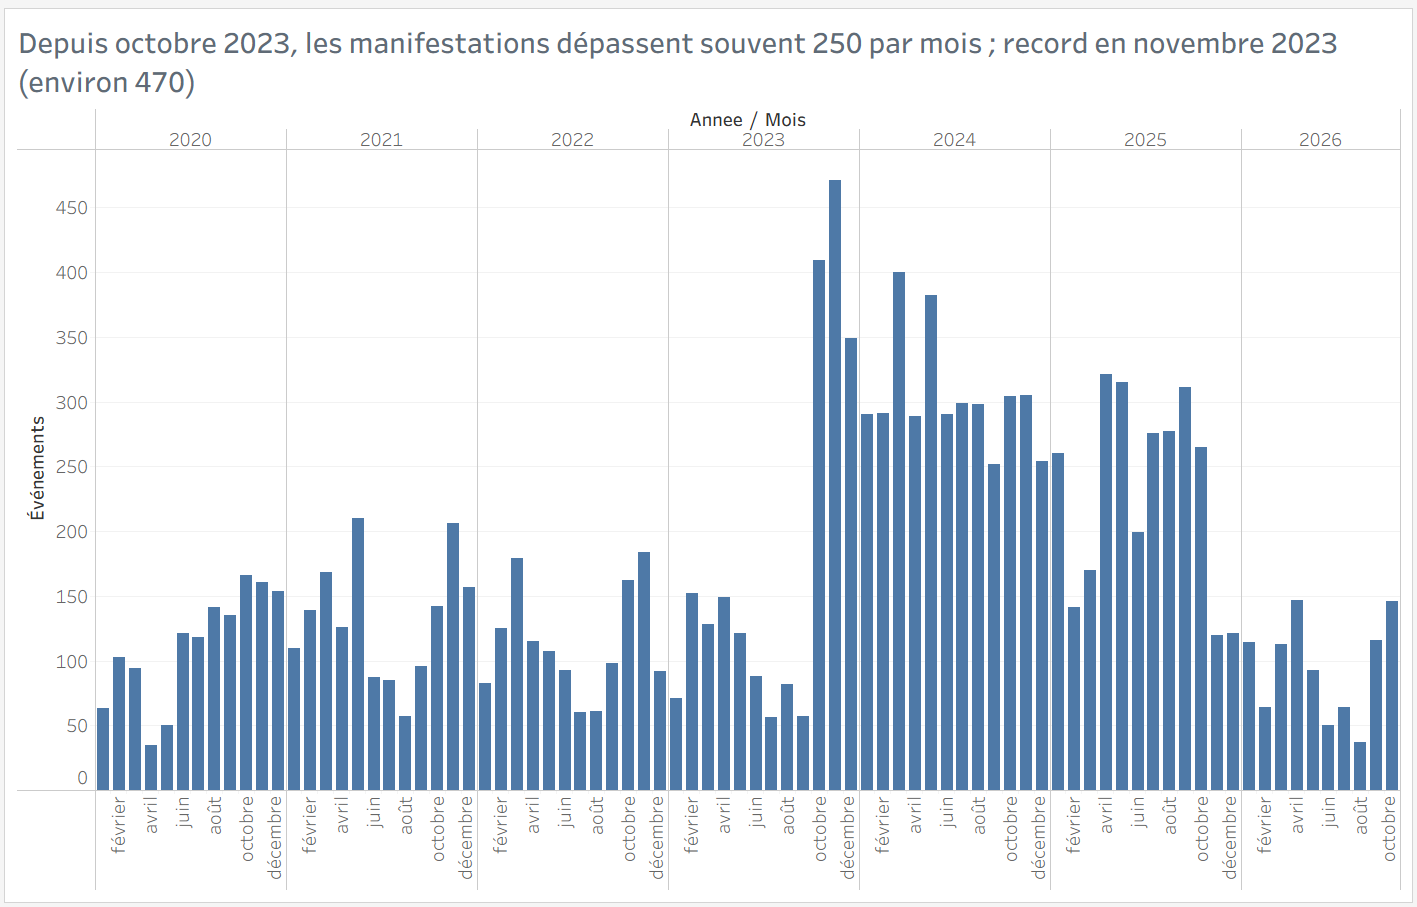 Depuis octobre 2023, les manifestations dépassent souvent 250 par mois ; record en novembre 2023
(environ 470)
Annee / Mois
2020 2021 2022 2023 2024 2025 2026
Événements
450
400
350
300
250
200
150
100
50
0
février avril juin août octobre décembre février avril juin août octobre décembre février avril juin août octobre décembre février avril juin août octobre décembre février avril juin août octobre décembre février avril juin août octobre décembre février avril juin août octobre